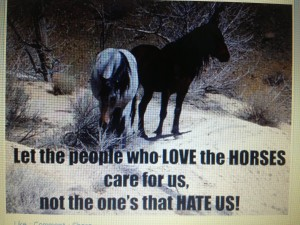 Let the people who LOVE the HORSES
care for us,
not the one's that HATE US!